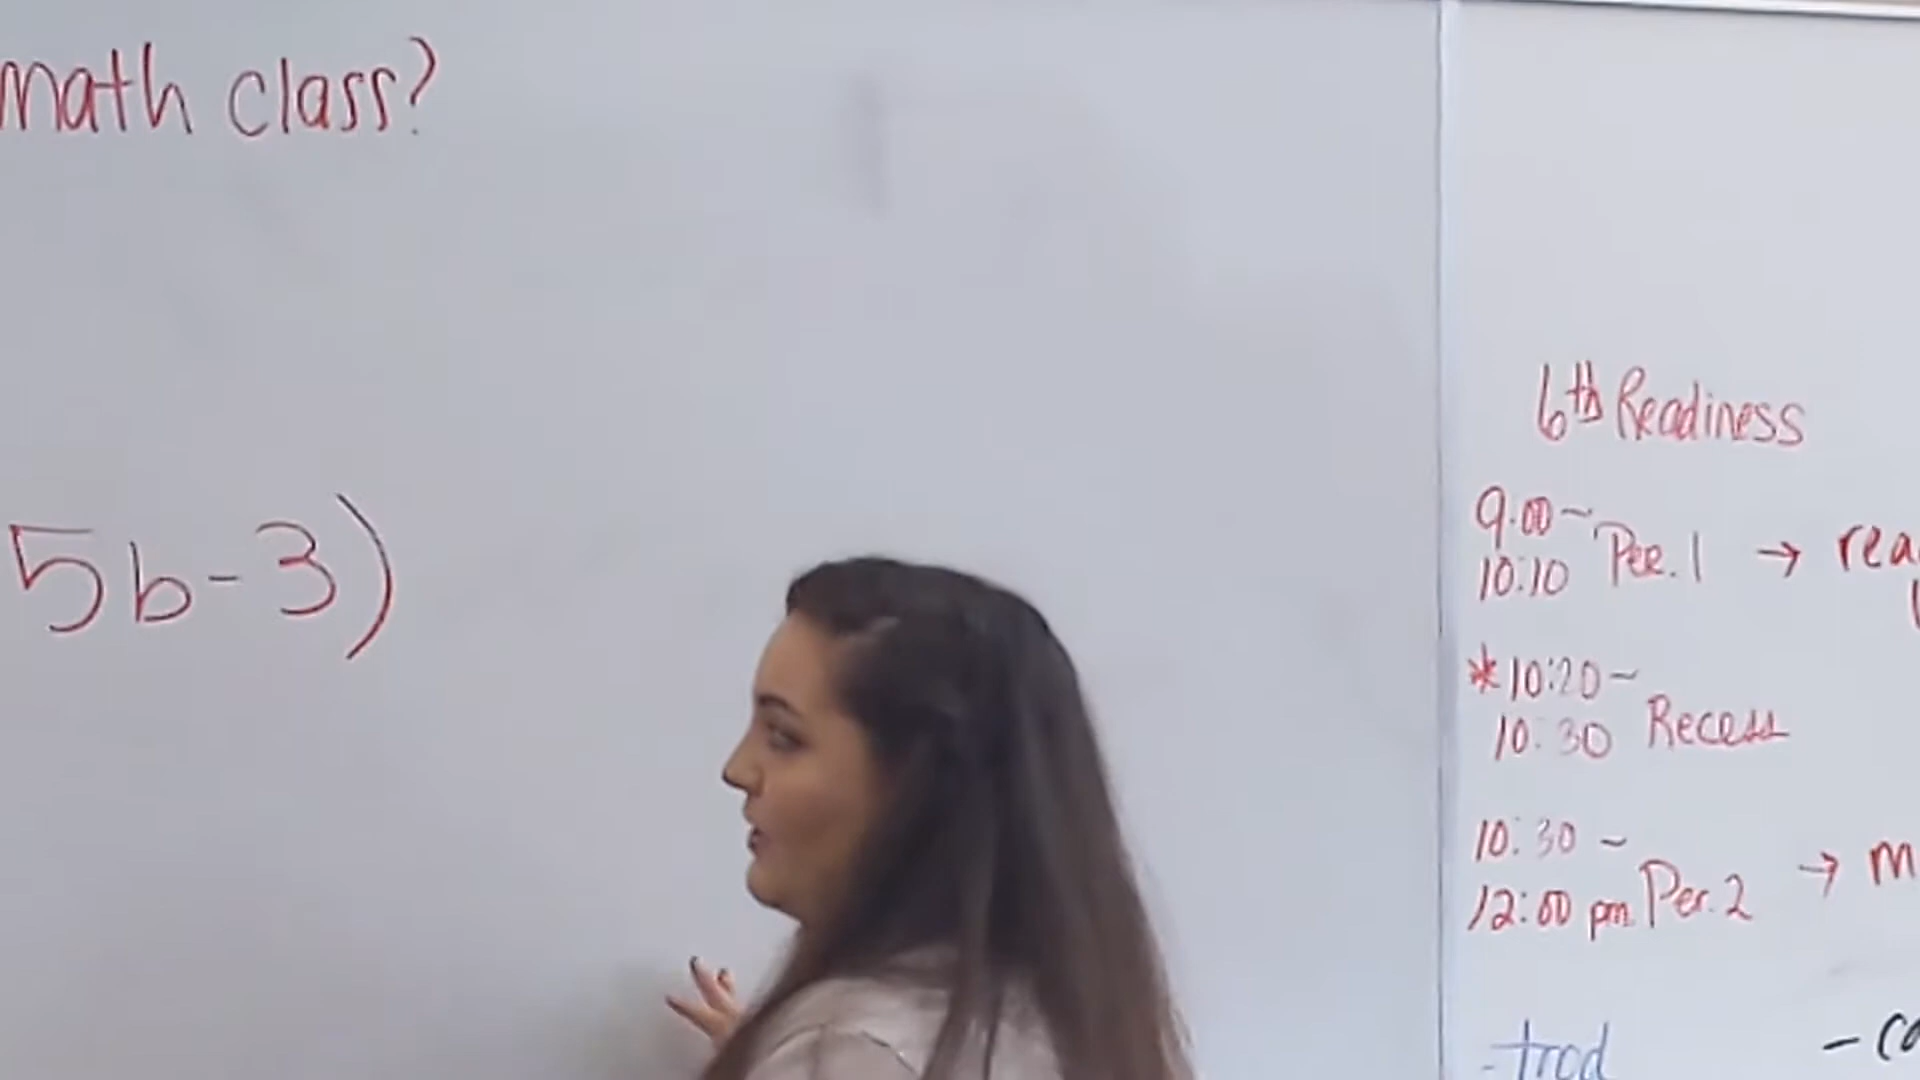 math class?
5b-3)
6th Readiness
9:00~
10:10 Per. 1 →
*10:20~
10:30 Recess
10:30 ~
12:00 pm Per. 2 →